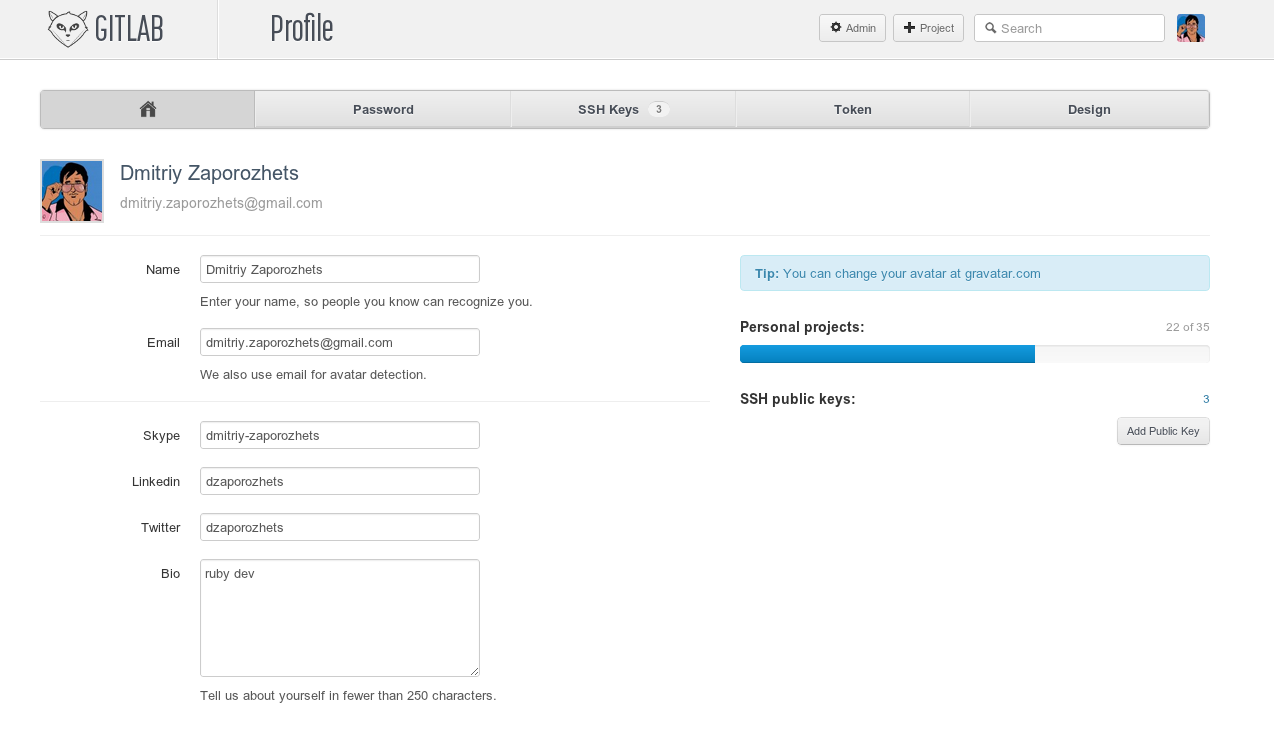 GITLAB
Profile
Admin
Project
Search
Password
SSH Keys 3
Token
Design
Dmitriy Zaporozhets
dmitriy.zaporozhets@gmail.com
Name
Dmitriy Zaporozhets
Enter your name, so people you know can recognize you.
Email
dmitriy.zaporozhets@gmail.com
We also use email for avatar detection.
Skype
dmitriy-zaporozhets
Linkedin
dzaporozhets
Twitter
dzaporozhets
Bio
ruby dev
Tell us about yourself in fewer than 250 characters.
Tip: You can change your avatar at gravatar.com
Personal projects:
22 of 35
SSH public keys:
3
Add Public Key